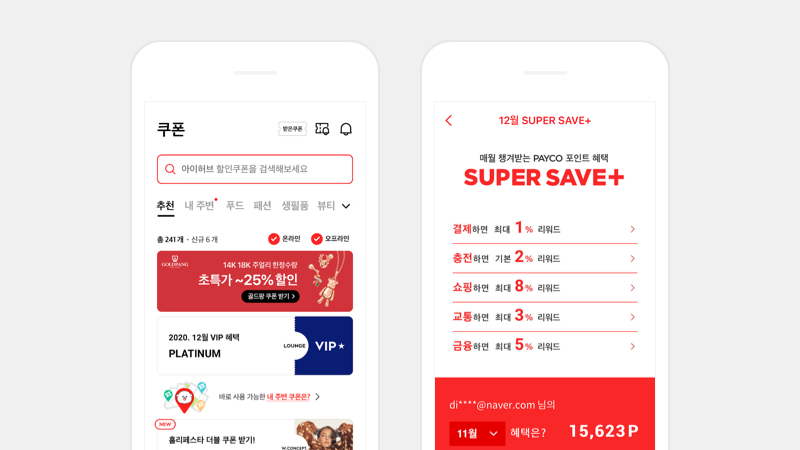 쿠폰
받은쿠폰
아이허브 할인쿠폰을 검색해보세요
추천 내 주변 푸드 패션 생필품 뷰티
총 241개 · 신규 6개
온라인 오프라인
GOLDPANG
14K 18K 주얼리 한정수량
초특가 ~25% 할인
골드팡 쿠폰 받기 >
2020. 12월 VIP 혜택
PLATINUM
LOUNGE
VIP★
바로 사용 가능한 내 주변 쿠폰은? >
NEW
홀리페스타 더블 쿠폰 받기!
W.CONCEPT
12월 SUPER SAVE+
매월 챙겨받는 PAYCO 포인트 혜택
SUPER SAVE+
결제하면 최대 1% 리워드
충전하면 기본 2% 리워드
쇼핑하면 최대 8% 리워드
교통하면 최대 3% 리워드
금융하면 최대 5% 리워드
di****@naver.com 님의
11월 혜택은? 15,623P